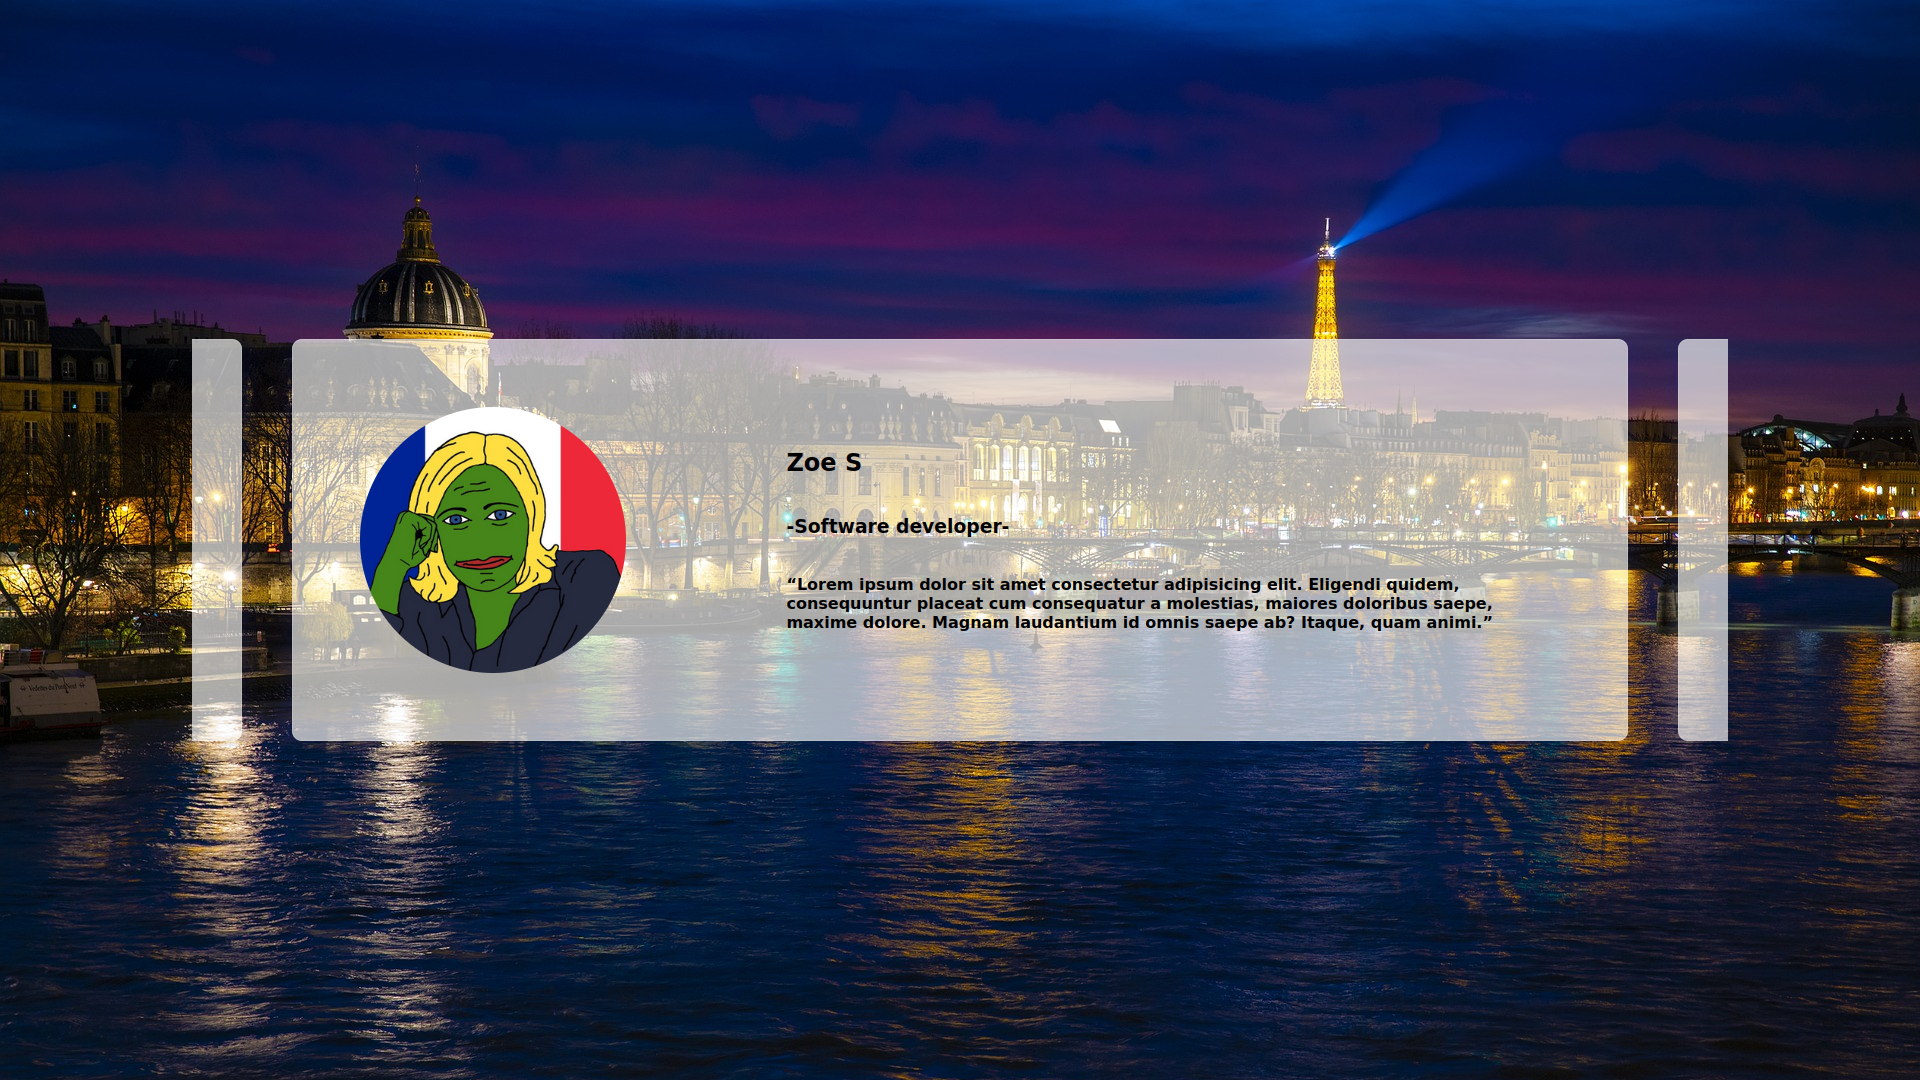 Zoe S
-Software developer-
“Lorem ipsum dolor sit amet consectetur adipisicing elit. Eligendi quidem,
consequuntur placeat cum consequatur a molestias, maiores doloribus saepe,
maxime dolore. Magnam laudantium id omnis saepe ab? Itaque, quam animi.”